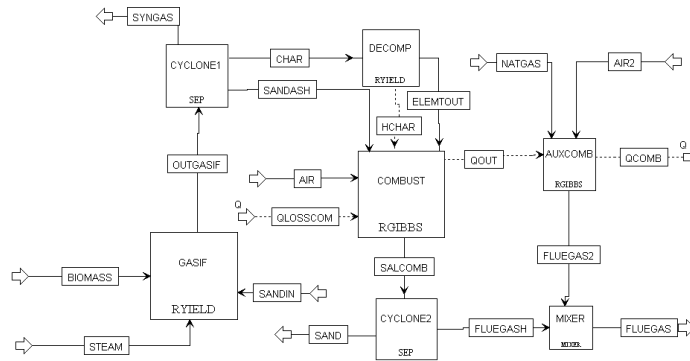 SYNGAS
CYCLONE1
SEP
CHAR
SANDASH
DECOMP
RYIELD
ELEMTOUT
HCHAR
NATGAS
AIR2
OUTGASIF
AIR
Q
QLOSSCOM
COMBUST
RGIBBS
QOUT
AUXCOMB
RGIBBS
QCOMB
Q
BIOMASS
GASIF
RYIELD
SANDIN
STEAM
SALCOMB
FLUEGAS2
SAND
CYCLONE2
SEP
FLUEGASH
MIXER
MIXER
FLUEGAS